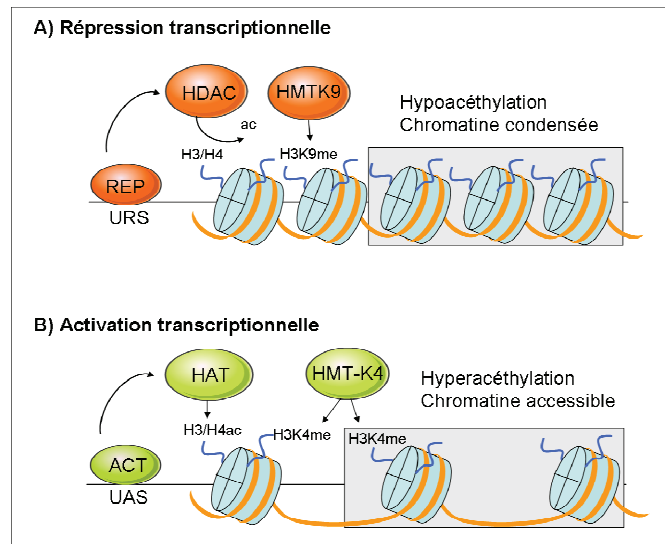 A) Répression transcriptionnelle
HDAC
HMTK9
Hypoacéthylation
Chromatine condensée
ac
H3/H4
H3K9me
REP
URS
B) Activation transcriptionnelle
HAT
HMT-K4
Hyperacéthylation
Chromatine accessible
H3/H4ac
H3K4me
H3K4me
ACT
UAS